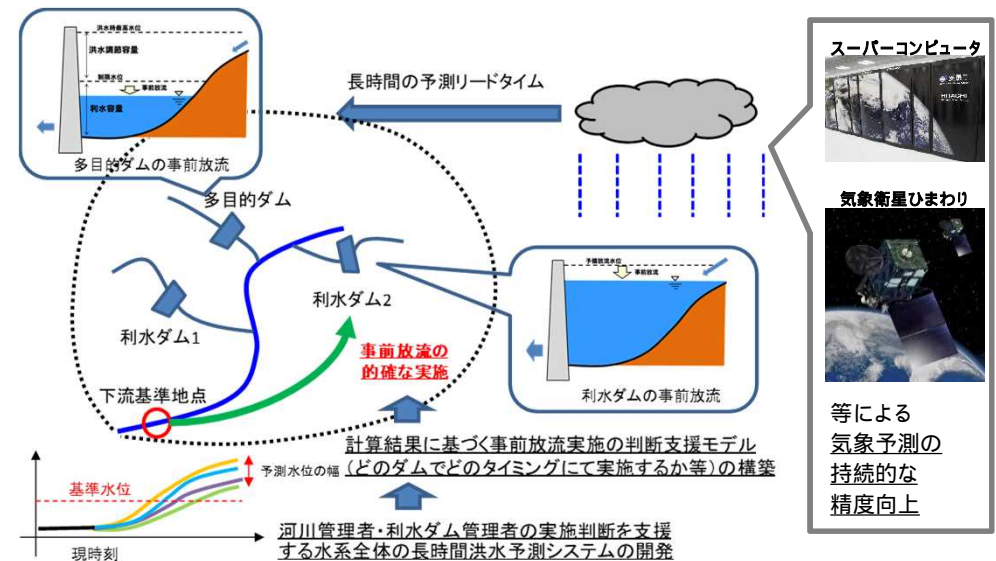 洪水時最高水位
洪水調節容量
制限水位
事前放流
利水容量
多目的ダムの事前放流
長時間の予測リードタイム
スーパーコンピュータ
気象庁
HITACHI
気象衛星ひまわり
多目的ダム
予備放流水位
事前放流
利水ダム1
利水ダム2
利水ダムの事前放流
事前放流の
的確な実施
下流基準地点
等による
気象予測の
持続的な
精度向上
計算結果に基づく事前放流実施の判断支援モデル
(どのダムでどのタイミングにて実施するか等)の構築
予測水位の幅
基準水位
現時刻
河川管理者・利水ダム管理者の実施判断を支援
する水系全体の長時間洪水予測システムの開発